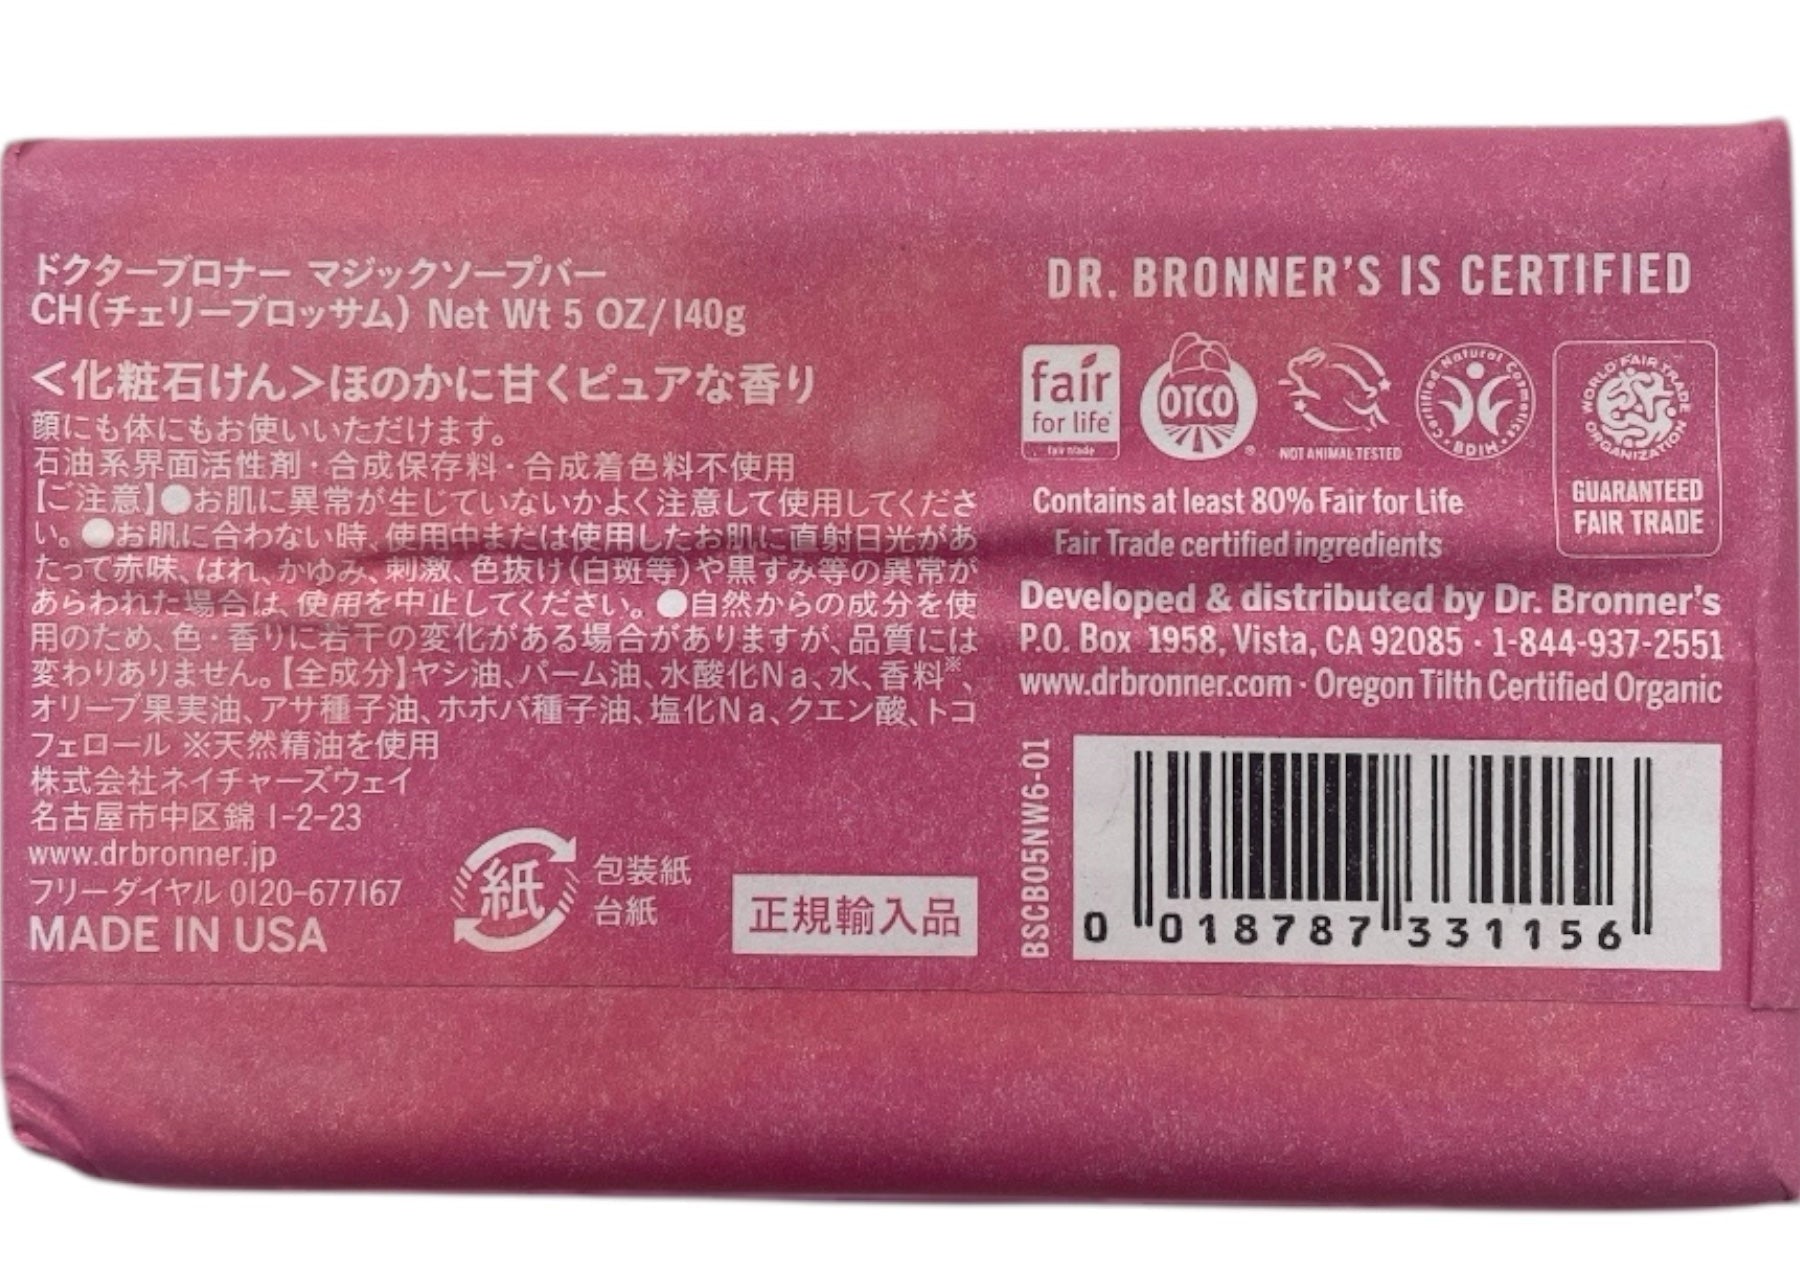 ドクターブロナー マジックソープバー
CH(チェリーブロッサム) Net Wt 5 OZ/140g
<化粧石けん>ほのかに甘くピュアな香り
顔にも体にもお使いいただけます。
石油系界面活性剤・合成保存料・合成着色料不使用
【ご注意】●お肌に異常が生じていないかよく注意して使用してくださ
い。●お肌に合わない時、使用中または使用したお肌に直射日光があ
たって赤味、はれ、かゆみ、刺激、色抜け(白斑等)や黒ずみ等の異常が
あらわれた場合は、使用を中止してください。●自然からの成分を使
用のため、色・香りに若干の変化がある場合がありますが、品質には
変わりありません。【全成分】ヤシ油、パーム油、水酸化Na、水、香料※、
オリーブ果実油、アサ種子油、ホホバ種子油、塩化Na、クエン酸、トコ
フェロール ※天然精油を使用
株式会社ネイチャーズウェイ
名古屋市中区錦 1-2-23
www.drbronner.jp
フリーダイヤル 0120-677167
MADE IN USA
紙
包装紙
台紙
正規輸入品
DR. BRONNER'S IS CERTIFIED
fair
for life
fair trade
OTCO
®
NOT ANIMAL TESTED
Certified Natural Cosmetics
BDIH
WORLD FAIR TRADE
ORGANIZATION
GUARANTEED
FAIR TRADE
Contains at least 80% Fair for Life
Fair Trade certified ingredients
Developed & distributed by Dr. Bronner's
P.O. Box 1958, Vista, CA 92085 · 1-844-937-2551
www.drbronner.com · Oregon Tilth Certified Organic
BSCB05NW6-01
0 018787 331156